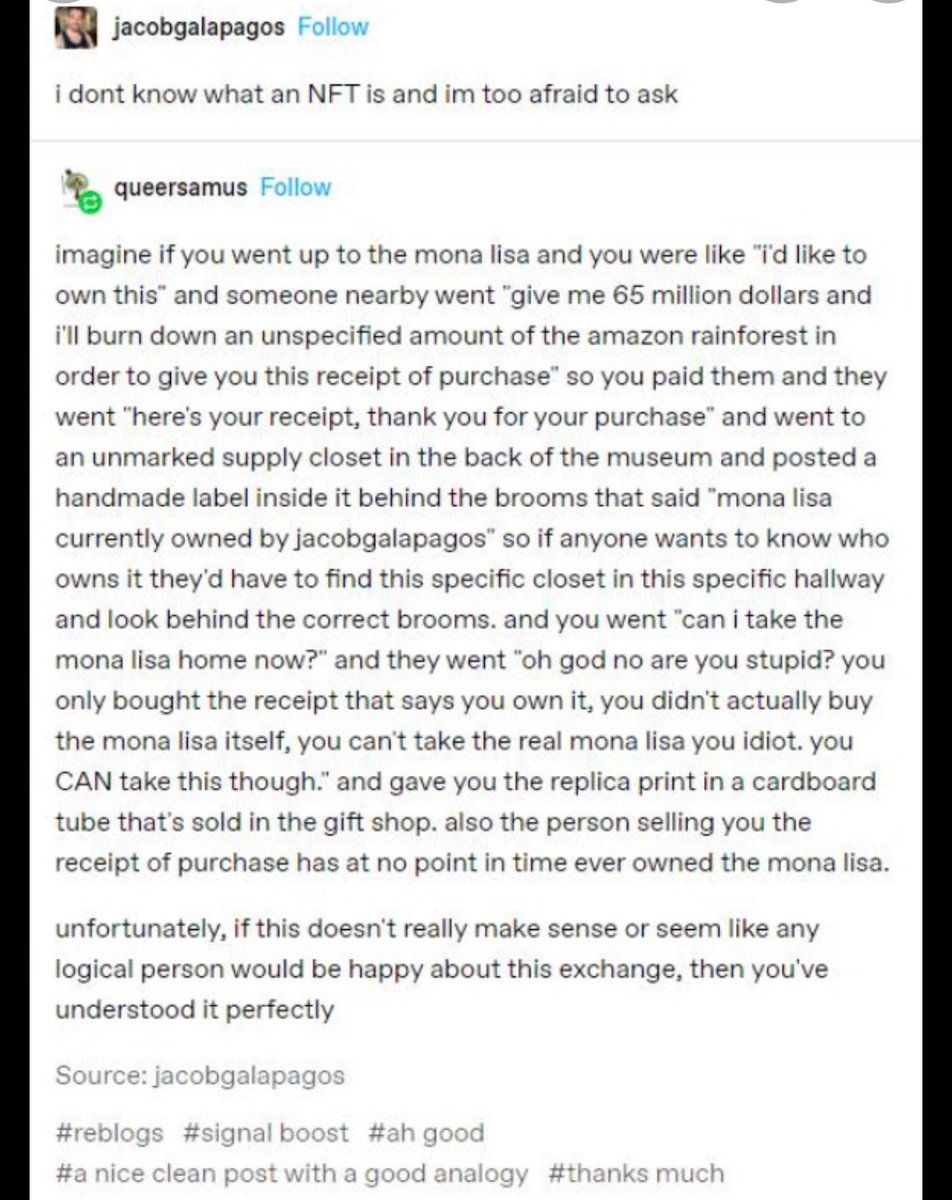 jacobgalapagos Follow
i dont know what an NFT is and im too afraid to ask
queersamus Follow
imagine if you went up to the mona lisa and you were like "i'd like to
own this" and someone nearby went "give me 65 million dollars and
i'll burn down an unspecified amount of the amazon rainforest in
order to give you this receipt of purchase" so you paid them and they
went "here's your receipt, thank you for your purchase" and went to
an unmarked supply closet in the back of the museum and posted a
handmade label inside it behind the brooms that said "mona lisa
currently owned by jacobgalapagos" so if anyone wants to know who
owns it they'd have to find this specific closet in this specific hallway
and look behind the correct brooms. and you went "can i take the
mona lisa home now?" and they went "oh god no are you stupid? you
only bought the receipt that says you own it, you didn't actually buy
the mona lisa itself, you can't take the real mona lisa you idiot. you
CAN take this though." and gave you the replica print in a cardboard
tube that's sold in the gift shop. also the person selling you the
receipt of purchase has at no point in time ever owned the mona lisa.
unfortunately, if this doesn't really make sense or seem like any
logical person would be happy about this exchange, then you've
understood it perfectly
Source: jacobgalapagos
#reblogs #signal boost #ah good
#a nice clean post with a good analogy #thanks much